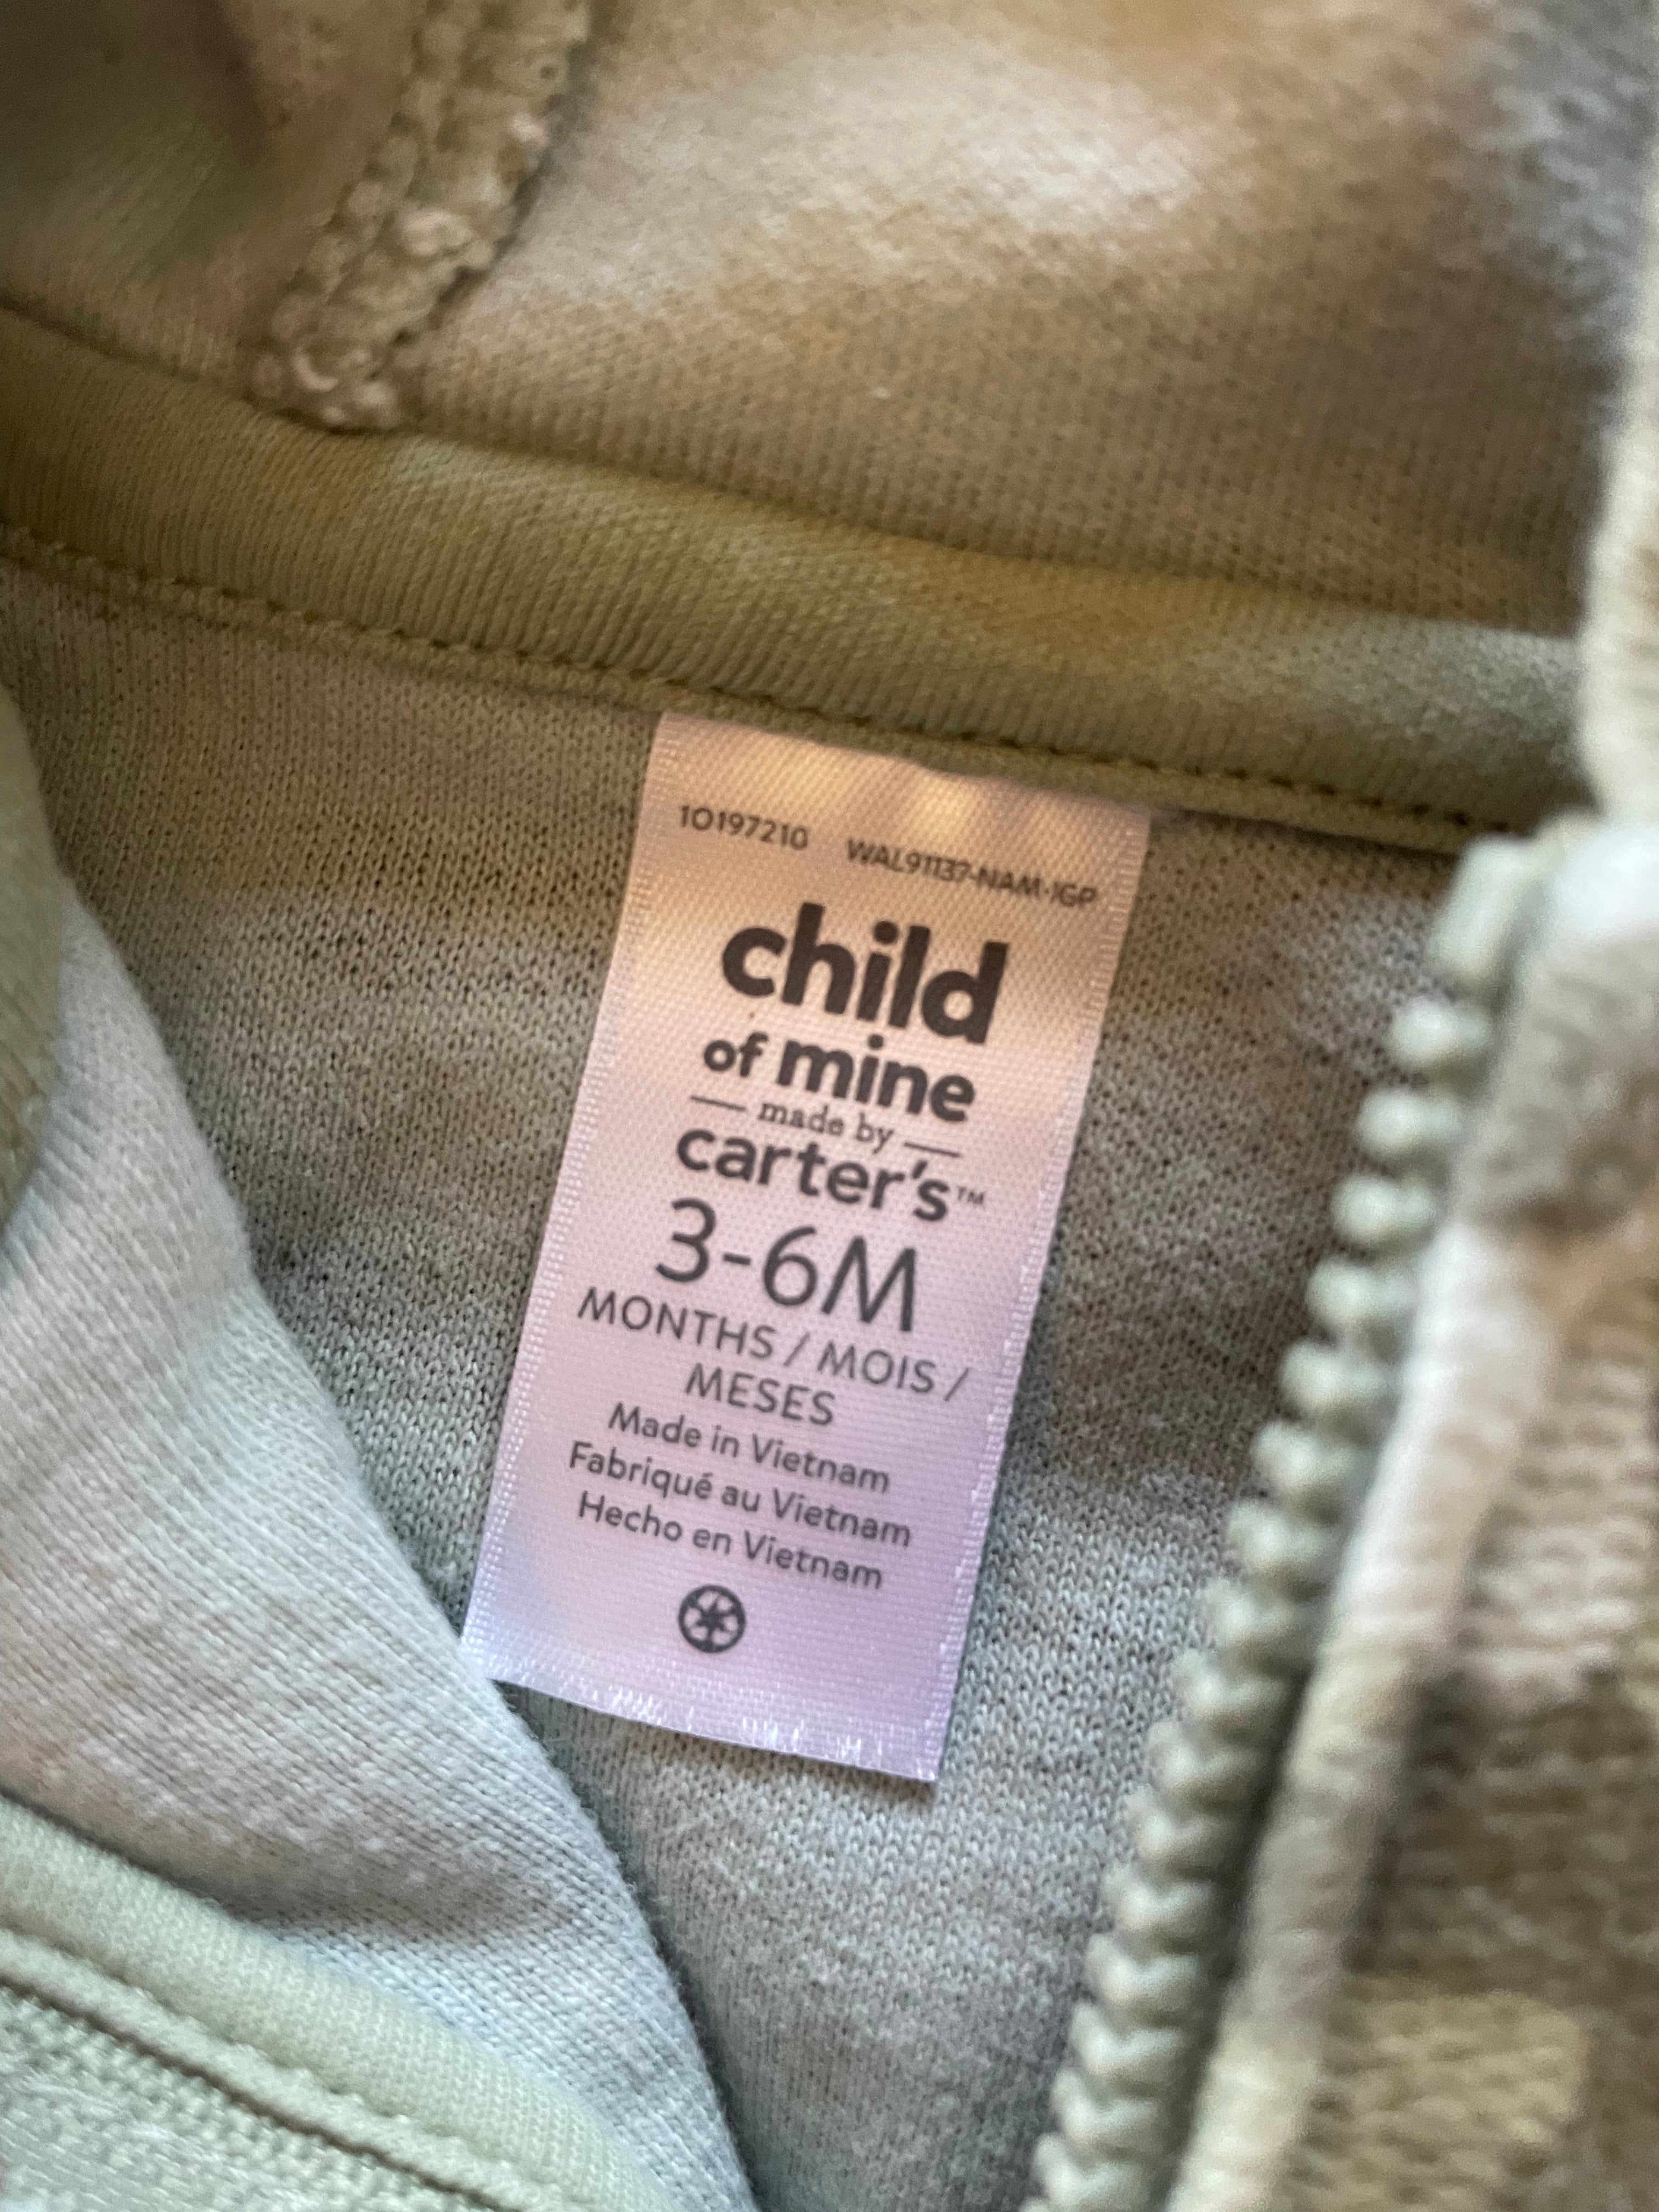 10197210 WAL91137-NAM-IGP
child
of mine
made by
carter's™
3-6M
MONTHS / MOIS /
MESES
Made in Vietnam
Fabriqué au Vietnam
Hecho en Vietnam